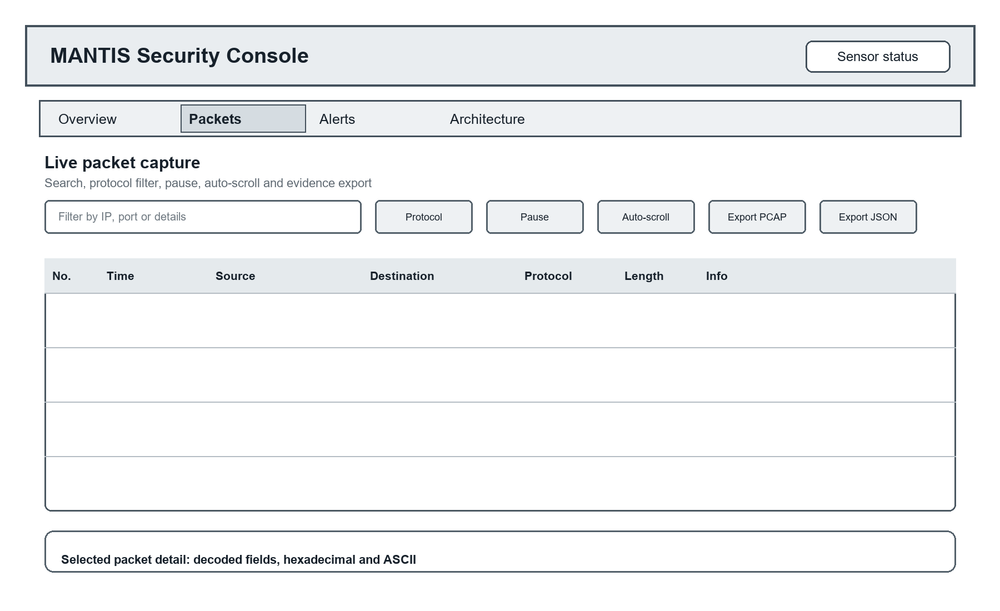 MANTIS Security Console
Sensor status
Overview Packets Alerts Architecture
Live packet capture
Search, protocol filter, pause, auto-scroll and evidence export
Filter by IP, port or details Protocol Pause Auto-scroll Export PCAP Export JSON
No. Time Source Destination Protocol Length Info
Selected packet detail: decoded fields, hexadecimal and ASCII